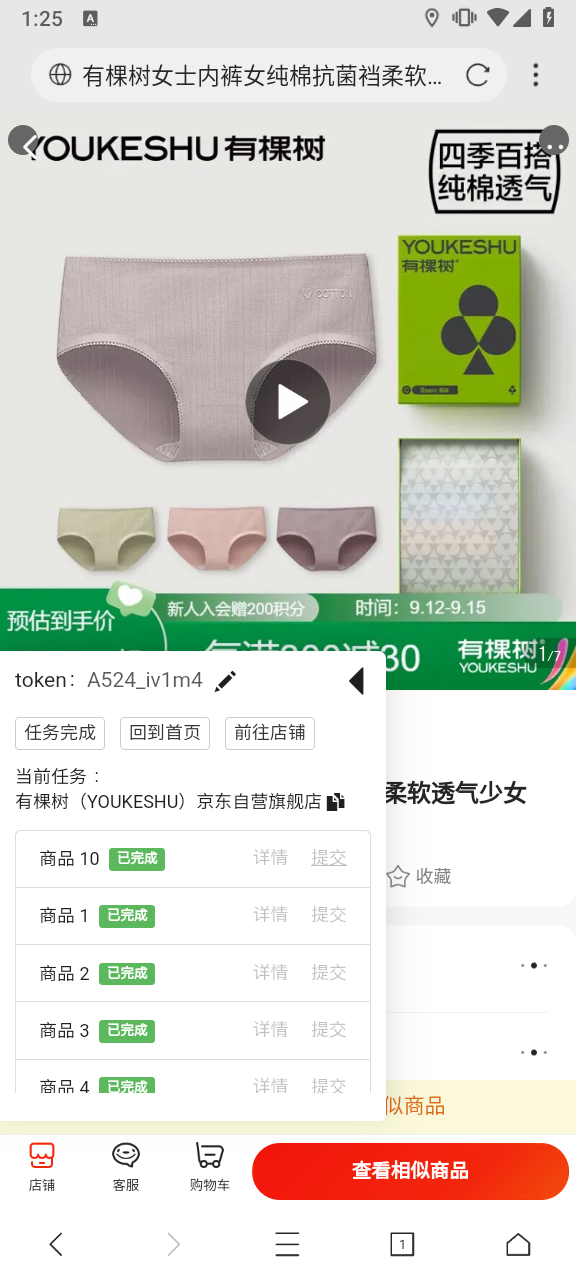 1:25
A
有棵树女士内裤女纯棉抗菌裆柔软...
YOUKESHU 有棵树
四季百搭
纯棉透气
YOUKESHU
有棵树
COTTON
Basic
预估到手价
新人入会赠200积分
时间：9.12-9.15
有棵树
YOUKESHU
1/7
token： A524_iv1m4
任务完成
回到首页
前往店铺
当前任务 :
有棵树（YOUKESHU）京东自营旗舰店
柔软透气少女
商品 10 已完成 详情 提交
收藏
商品 1 已完成 详情 提交
商品 2 已完成 详情 提交
商品 3 已完成 详情 提交
商品 4 已完成 详情 提交
似商品
店铺
客服
购物车
查看相似商品
1